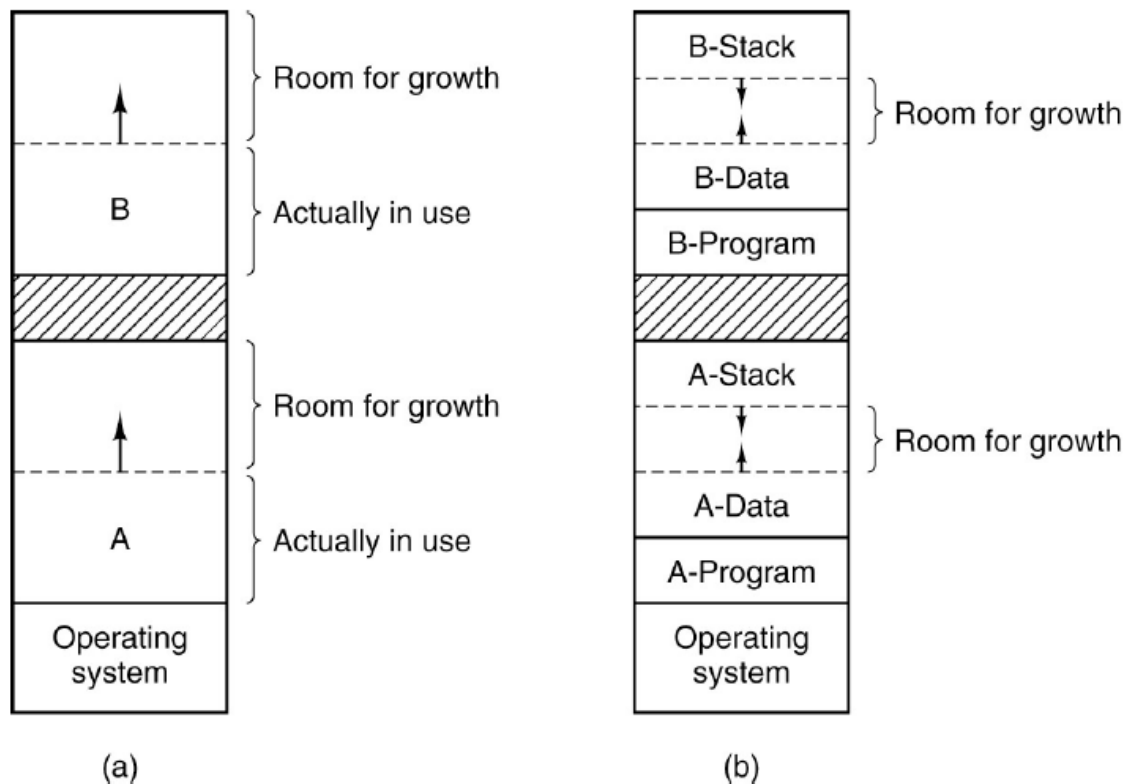 Room for growth
B
Actually in use
Room for growth
A
Actually in use
Operating
system
(a)
B-Stack
Room for growth
B-Data
B-Program
A-Stack
Room for growth
A-Data
A-Program
Operating
system
(b)